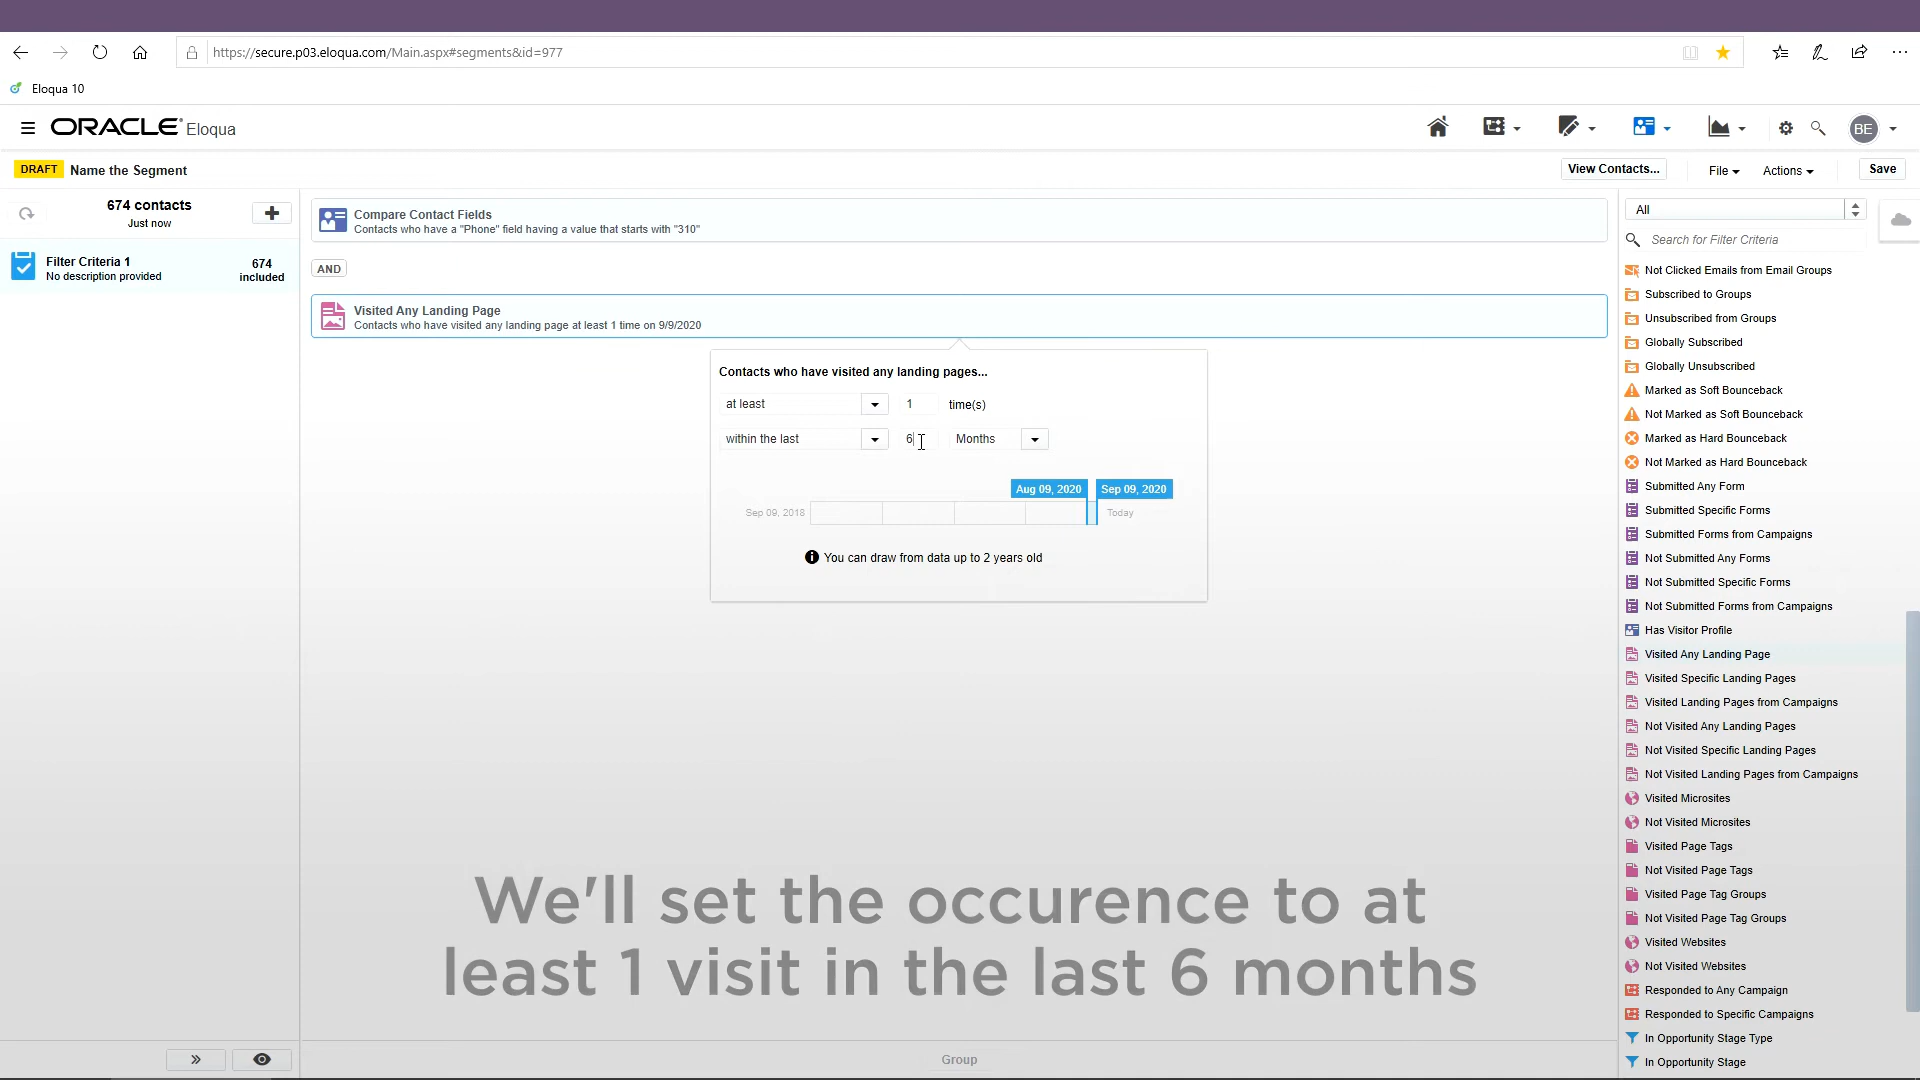 https://secure.p03.eloqua.com/Main.aspx#segments&id=977
Eloqua 10
ORACLE Eloqua
BE
DRAFT Name the Segment
View Contacts...
File
Actions
Save
674 contacts
Just now
Filter Criteria 1
No description provided
674
included
Compare Contact Fields
Contacts who have a "Phone" field having a value that starts with "310"
AND
Visited Any Landing Page
Contacts who have visited any landing page at least 1 time on 9/9/2020
Contacts who have visited any landing pages...
at least 1 time(s)
within the last 6 Months
Aug 09, 2020 Sep 09, 2020
Sep 09, 2018 Today
You can draw from data up to 2 years old
We'll set the occurence to at
least 1 visit in the last 6 months
Group
All
Search for Filter Criteria
Not Clicked Emails from Email Groups
Subscribed to Groups
Unsubscribed from Groups
Globally Subscribed
Globally Unsubscribed
Marked as Soft Bounceback
Not Marked as Soft Bounceback
Marked as Hard Bounceback
Not Marked as Hard Bounceback
Submitted Any Form
Submitted Specific Forms
Submitted Forms from Campaigns
Not Submitted Any Forms
Not Submitted Specific Forms
Not Submitted Forms from Campaigns
Has Visitor Profile
Visited Any Landing Page
Visited Specific Landing Pages
Visited Landing Pages from Campaigns
Not Visited Any Landing Pages
Not Visited Specific Landing Pages
Not Visited Landing Pages from Campaigns
Visited Microsites
Not Visited Microsites
Visited Page Tags
Not Visited Page Tags
Visited Page Tag Groups
Not Visited Page Tag Groups
Visited Websites
Not Visited Websites
Responded to Any Campaign
Responded to Specific Campaigns
In Opportunity Stage Type
In Opportunity Stage